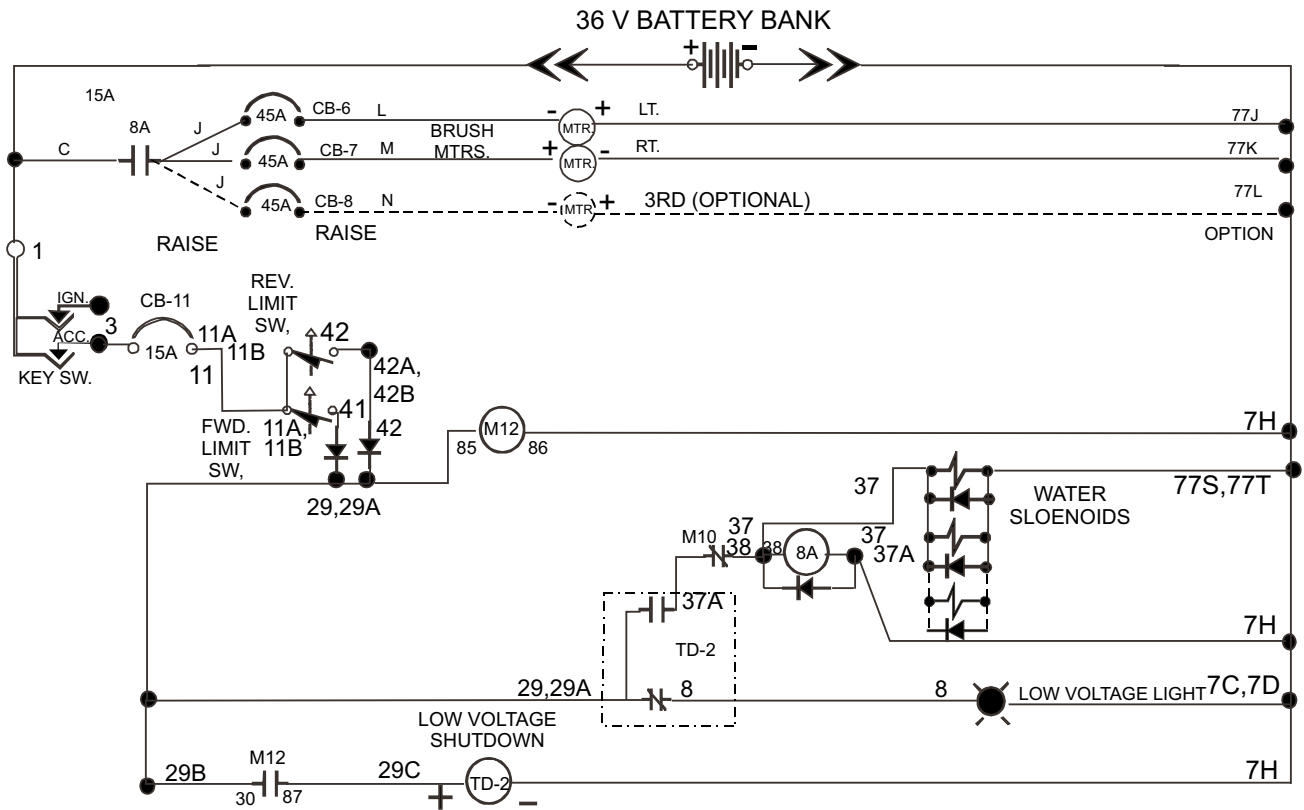 36 V BATTERY BANK
+ -
15A
8A
C
J
J
J
45A
45A
45A
CB-6
L
CB-7
M
CB-8
N
BRUSH
MTRS.
- MTR. +
LT.
77J
+ MTR. -
RT.
77K
- MTR +
3RD (OPTIONAL)
77L
OPTION
RAISE
RAISE
1
IGN.
ACC.
3
KEY SW.
CB-11
15A
11A
11B
11
REV.
LIMIT
SW,
42
42A,
42B
41
42
FWD.
LIMIT
SW,
11A,
11B
29,29A
85
M12
86
7H
37
77S,77T
WATER
SLOENOIDS
M10
37
38
38
8A
37
37A
37A
TD-2
7H
29,29A
8
8
LOW VOLTAGE LIGHT
7C,7D
LOW VOLTAGE
SHUTDOWN
29B
M12
30
87
29C
+
TD-2
-
7H